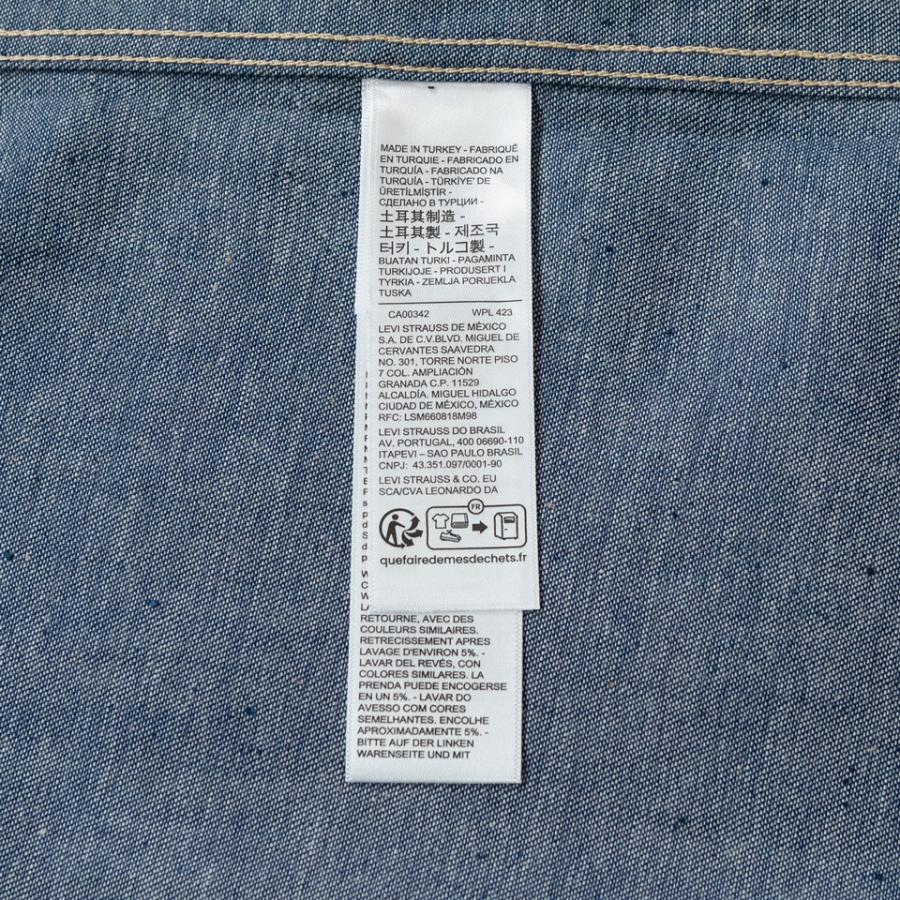 MADE IN TURKEY - FABRIQUÉ
EN TURQUIE - FABRICADO EN
TURQUÍA - FABRICADO NA
TURQUIA - TÜRKİYE' DE
ÜRETİLMİŞTİR -
СДЕЛАНО В ТУРЦИИ -
土耳其制造 -
土耳其製 - 제조국
터키 - トルコ製 -
BUATAN TURKI - PAGAMINTA
TURKIJOJE - PRODUSERT I
TYRKIA - ZEMLJA PORIJEKLA
TUSKA
CA00342 WPL 423
LEVI STRAUSS DE MÉXICO
S.A. DE C.V.BLVD. MIGUEL DE
CERVANTES SAAVEDRA
NO. 301, TORRE NORTE PISO
7 COL. AMPLIACIÓN
GRANADA C.P. 11529
ALCALDÍA. MIGUEL HIDALGO
CIUDAD DE MÉXICO, MÉXICO
RFC: LSM660818M98
LEVI STRAUSS DO BRASIL
AV. PORTUGAL, 400 06690-110
ITAPEVI – SAO PAULO BRASIL
CNPJ: 43.351.097/0001-90
LEVI STRAUSS & CO. EU
SCA/CVA LEONARDO DA
FR
quefairedemesdechets.fr
RETOURNE, AVEC DES
COULEURS SIMILAIRES.
RETRECISSEMENT APRES
LAVAGE D'ENVIRON 5%. -
LAVAR DEL REVÉS, CON
COLORES SIMILARES. LA
PRENDA PUEDE ENCOGERSE
EN UN 5%. - LAVAR DO
AVESSO COM CORES
SEMELHANTES. ENCOLHE
APROXIMADAMENTE 5%. -
BITTE AUF DER LINKEN
WARENSEITE UND MIT